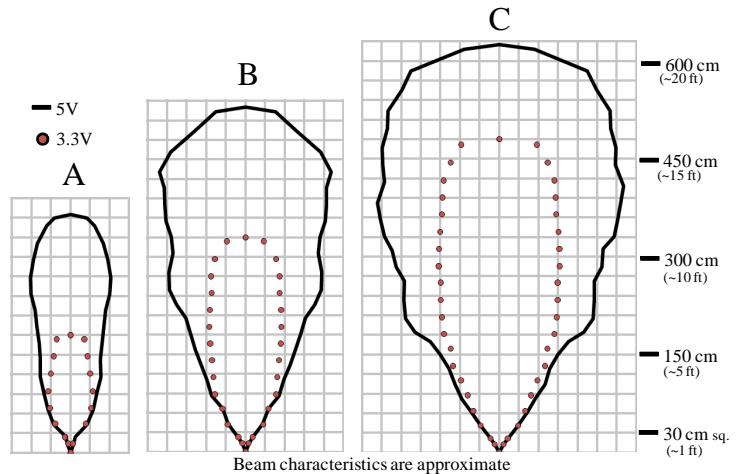 C
600 cm
(~20 ft)
B
5V
3.3V
A
450 cm
(~15 ft)
300 cm
(~10 ft)
150 cm
(~5 ft)
30 cm sq.
(~1 ft)
Beam characteristics are approximate